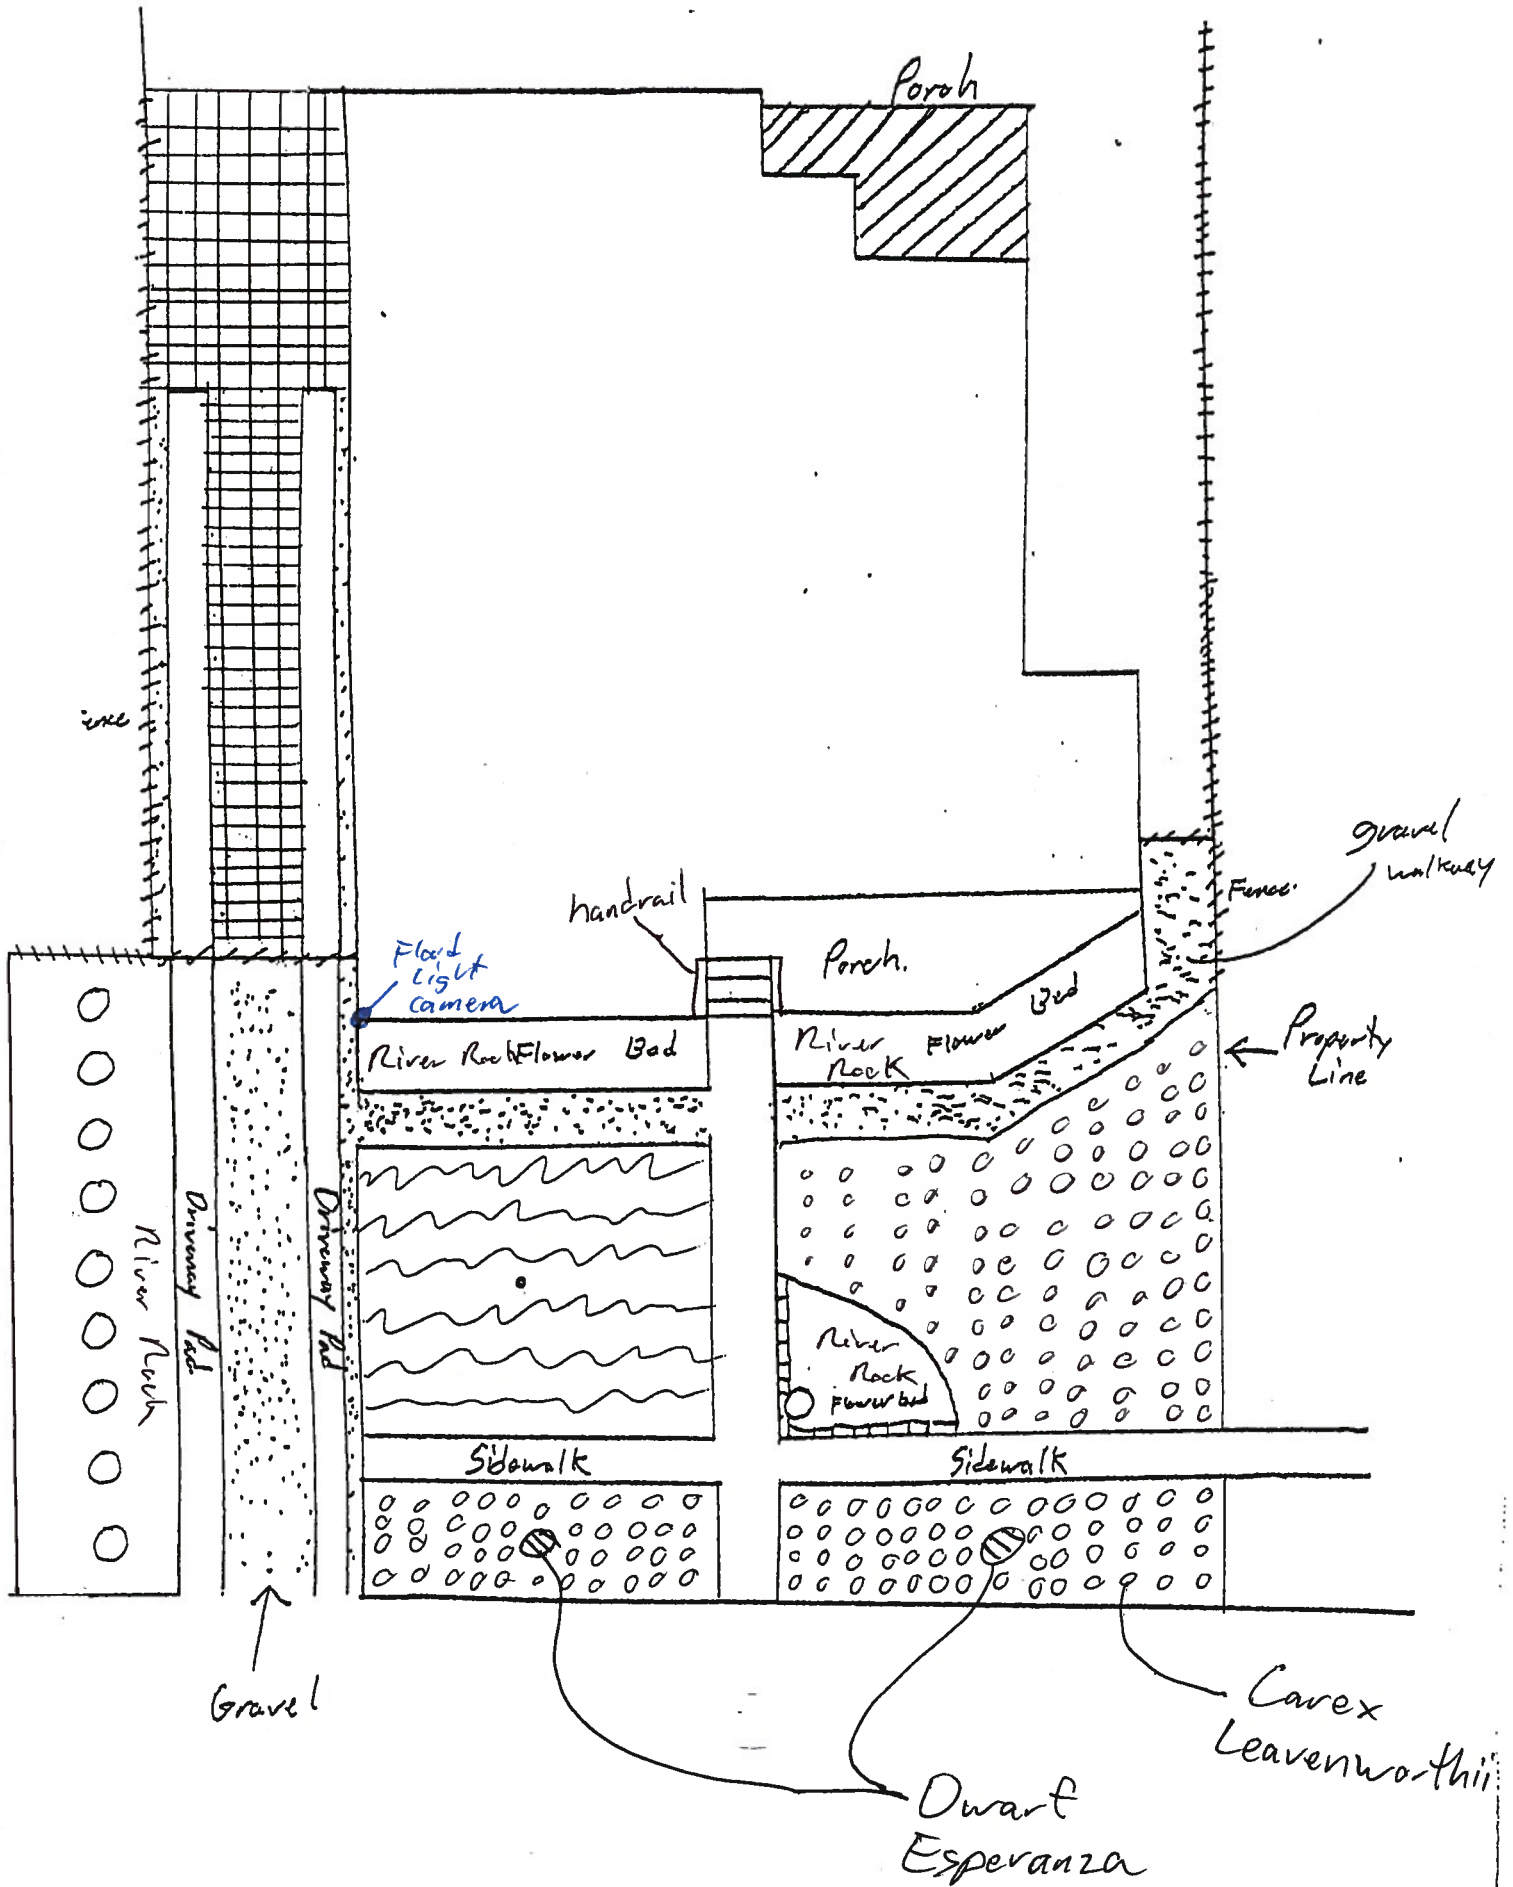 Porch
gravel
walkway
Fence.
handrail
Flood
Light
camera
Porch.
Bed
Flower
River
Rock
River Rock Flower Bed
Property
Line
River Rock
Driveway Pad
Driveway Pad
River
Rock
Flower bed
Sidewalk
Sidewalk
Gravel
Carex
Leavenworthii
Dwarf
Esperanza